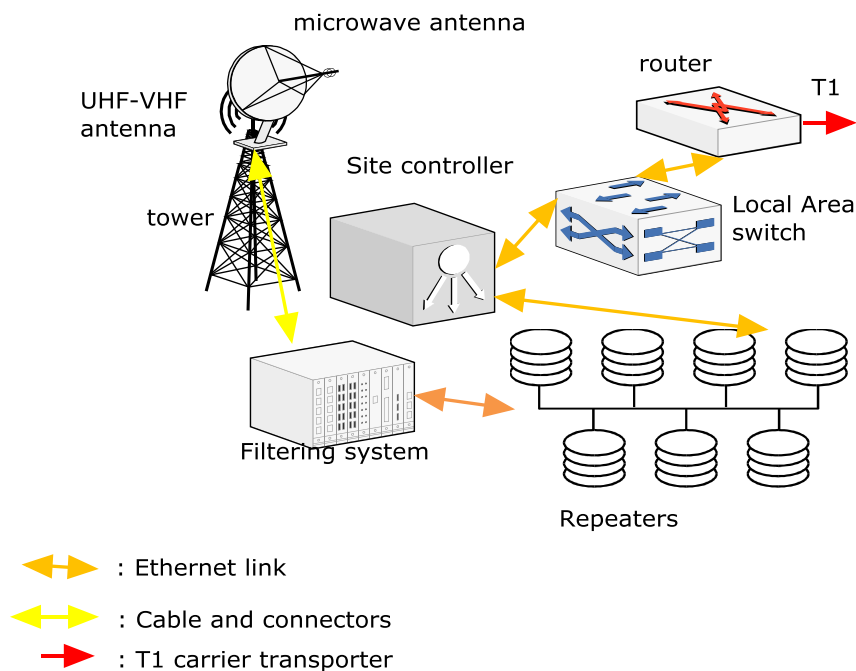 microwave antenna
router
T1
UHF-VHF
antenna
Site controller
tower
Local Area
switch
Filtering system
Repeaters
: Ethernet link
: Cable and connectors
: T1 carrier transporter